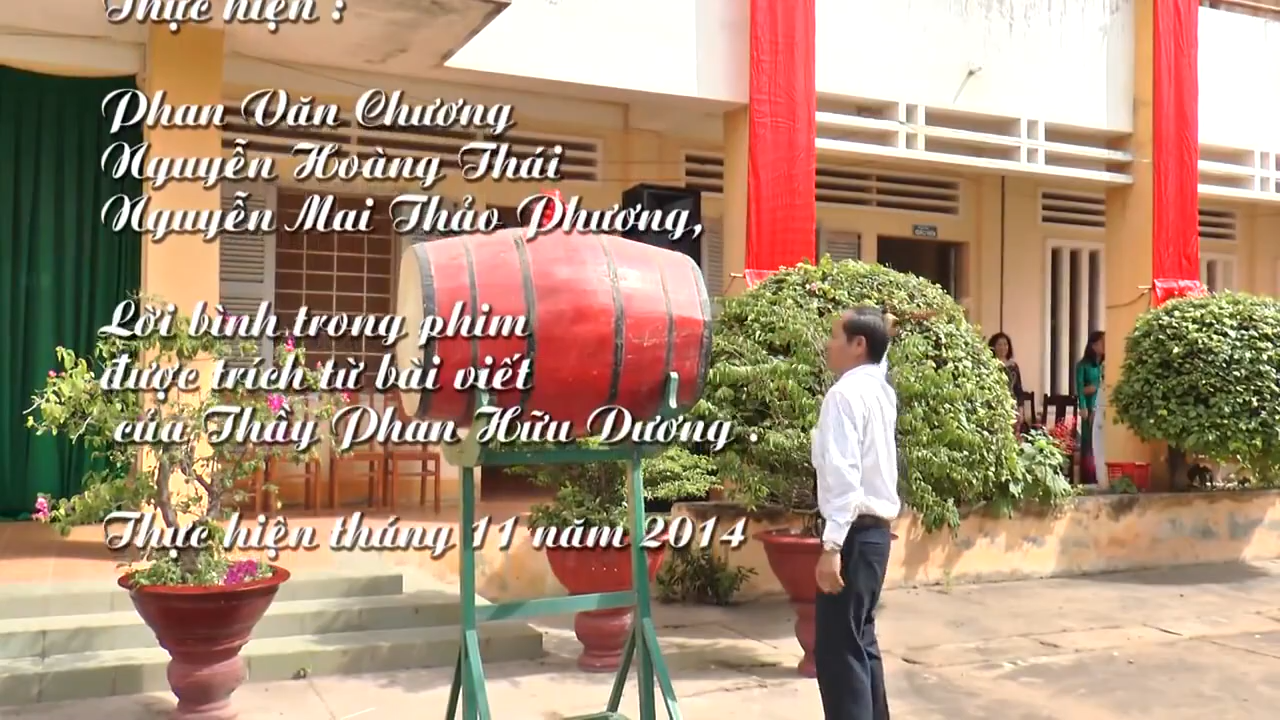 Thực hiện :
Phan Văn Chương
Nguyễn Hoàng Thái
Nguyễn Mai Thảo Phương,
Lời bình trong phim
được trích từ bài viết
của Thầy Phan Hữu Dương .
Thực hiện tháng 11 năm 2014